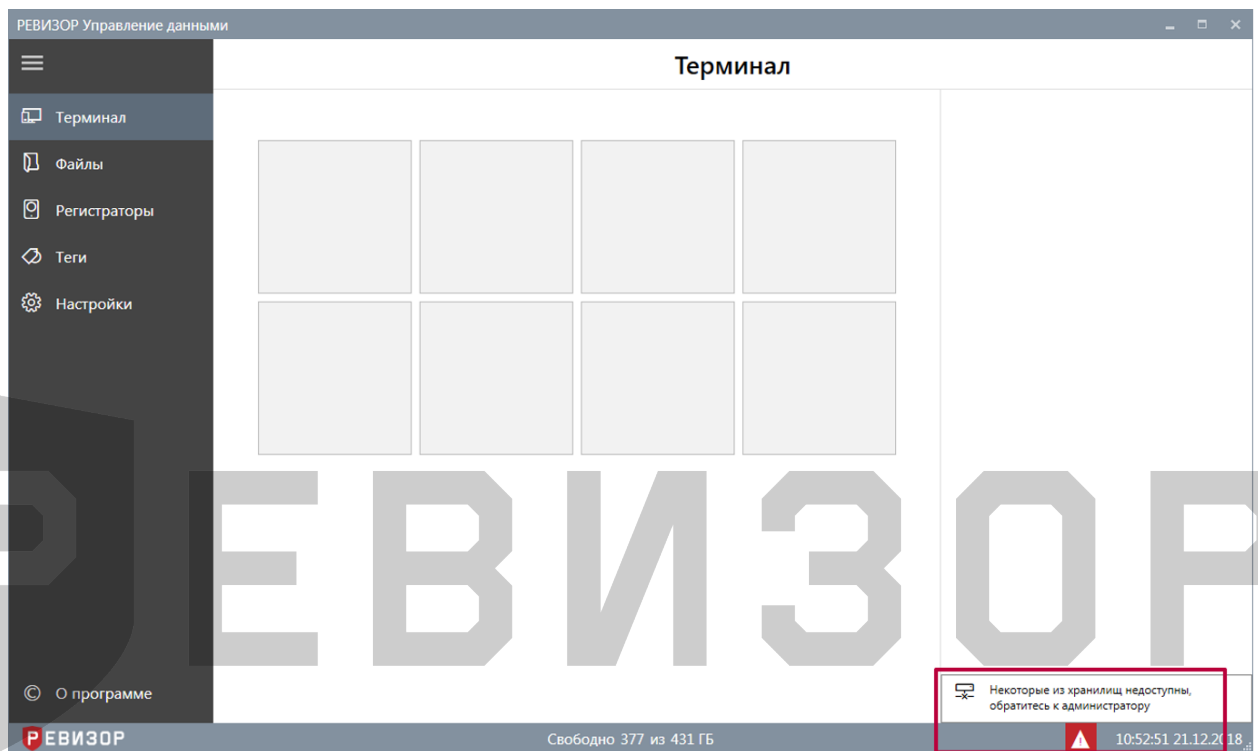 РЕВИЗОР Управление данными
Терминал
Терминал
Файлы
Регистраторы
Теги
Настройки
РЕВИЗОР
О программе
Некоторые из хранилищ недоступны,
обратитесь к администратору
РЕВИЗОР
Свободно 377 из 431 ГБ
10:52:51 21.12.2018